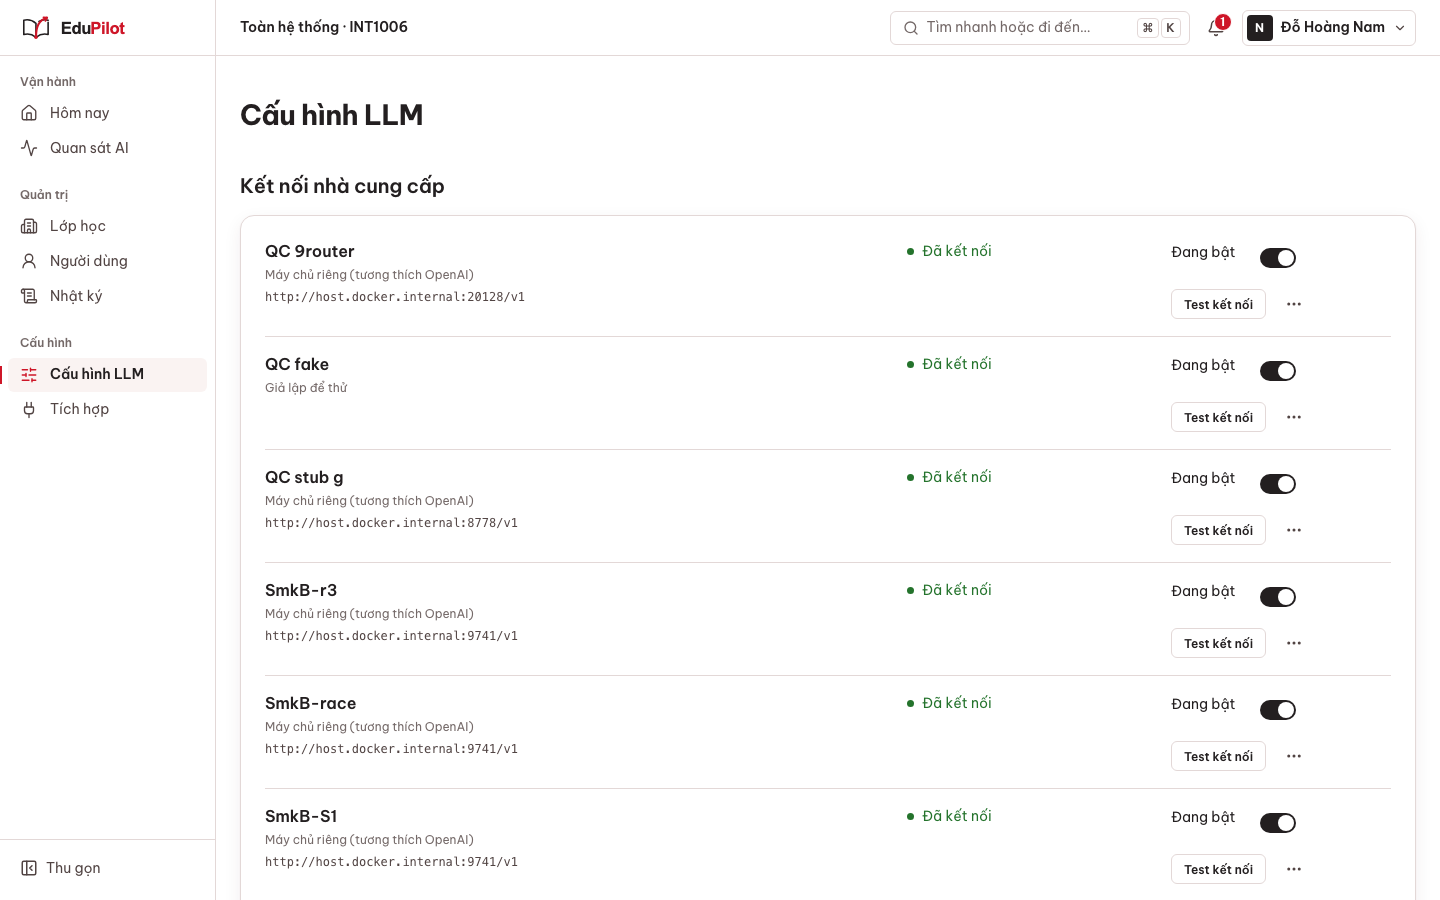 EduPilot
Toàn hệ thống · INT1006
Tìm nhanh hoặc đi đến...
⌘ K
1
N
Đỗ Hoàng Nam
Vận hành
Hôm nay
Quan sát AI
Quản trị
Lớp học
Người dùng
Nhật ký
Cấu hình
Cấu hình LLM
Tích hợp
Thu gọn
Cấu hình LLM
Kết nối nhà cung cấp
QC 9router
Máy chủ riêng (tương thích OpenAI)
http://host.docker.internal:20128/v1
Đã kết nối
Đang bật
Test kết nối
QC fake
Giả lập để thử
Đã kết nối
Đang bật
Test kết nối
QC stub g
Máy chủ riêng (tương thích OpenAI)
http://host.docker.internal:8778/v1
Đã kết nối
Đang bật
Test kết nối
SmkB-r3
Máy chủ riêng (tương thích OpenAI)
http://host.docker.internal:9741/v1
Đã kết nối
Đang bật
Test kết nối
SmkB-race
Máy chủ riêng (tương thích OpenAI)
http://host.docker.internal:9741/v1
Đã kết nối
Đang bật
Test kết nối
SmkB-S1
Máy chủ riêng (tương thích OpenAI)
http://host.docker.internal:9741/v1
Đã kết nối
Đang bật
Test kết nối